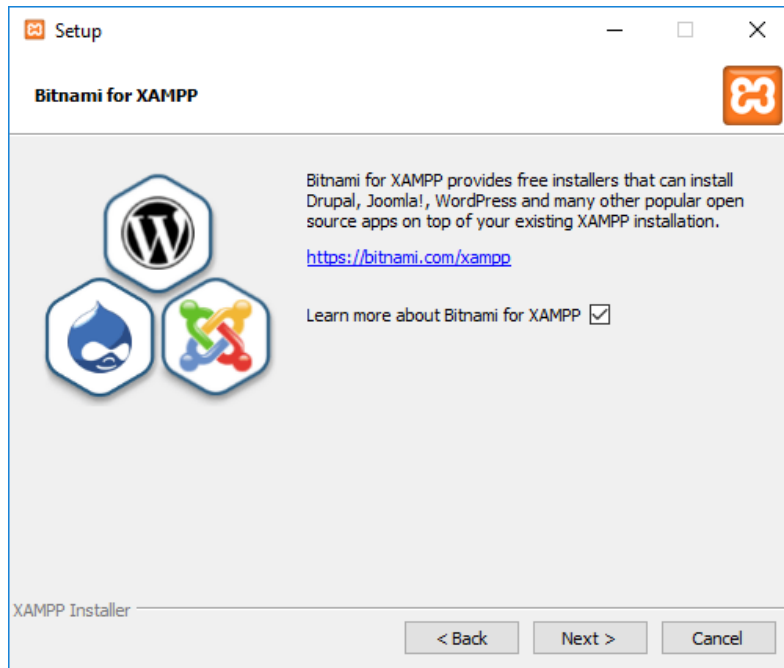 Setup
Bitnami for XAMPP
Bitnami for XAMPP provides free installers that can install
Drupal, Joomla!, WordPress and many other popular open
source apps on top of your existing XAMPP installation.
https://bitnami.com/xampp
Learn more about Bitnami for XAMPP
XAMPP Installer
< Back Next > Cancel